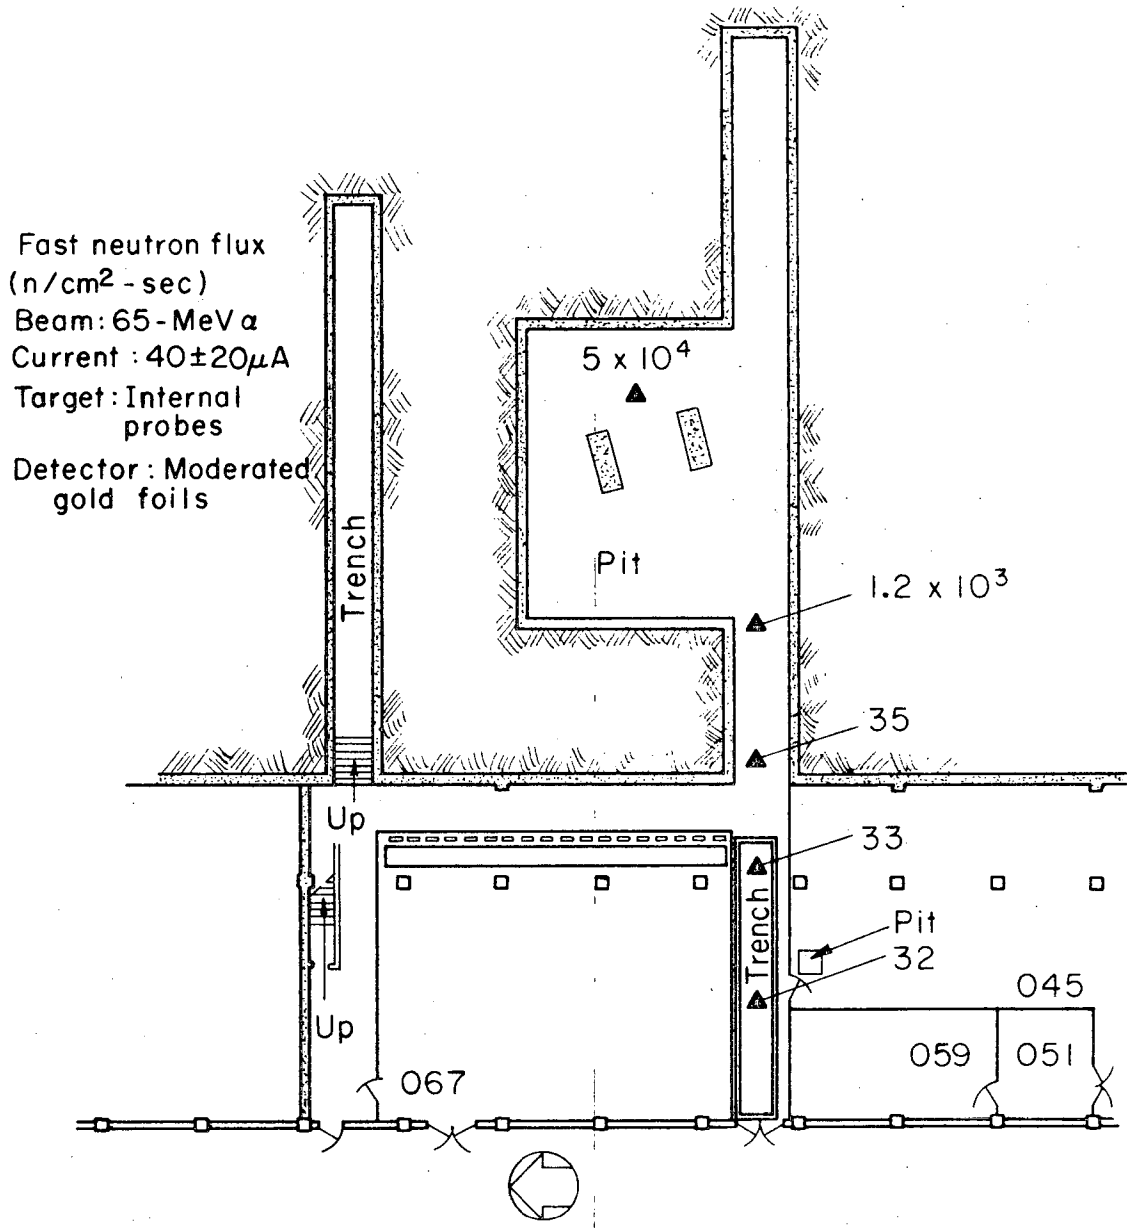 Fast neutron flux
(n/cm² - sec)
Beam: 65-MeV α
Current : 40±20μA
Target: Internal
probes
Detector : Moderated
gold foils
5 x 10⁴
Trench
Pit
1.2 x 10³
35
Up
33
Trench
Pit
32
Up
045
059
051
067